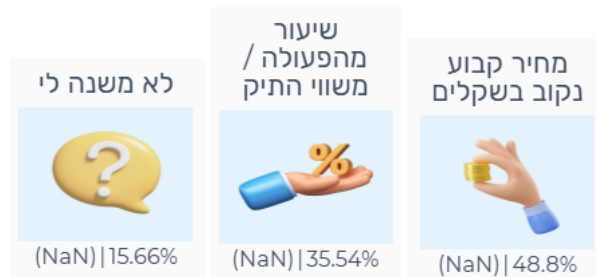 מחיר קבוע
נקוב בשקלים
(NaN)|48.8%
שיעור
מהפעולה /
משווי התיק
%
(NaN)|35.54%
לא משנה לי
?
(NaN)|15.66%